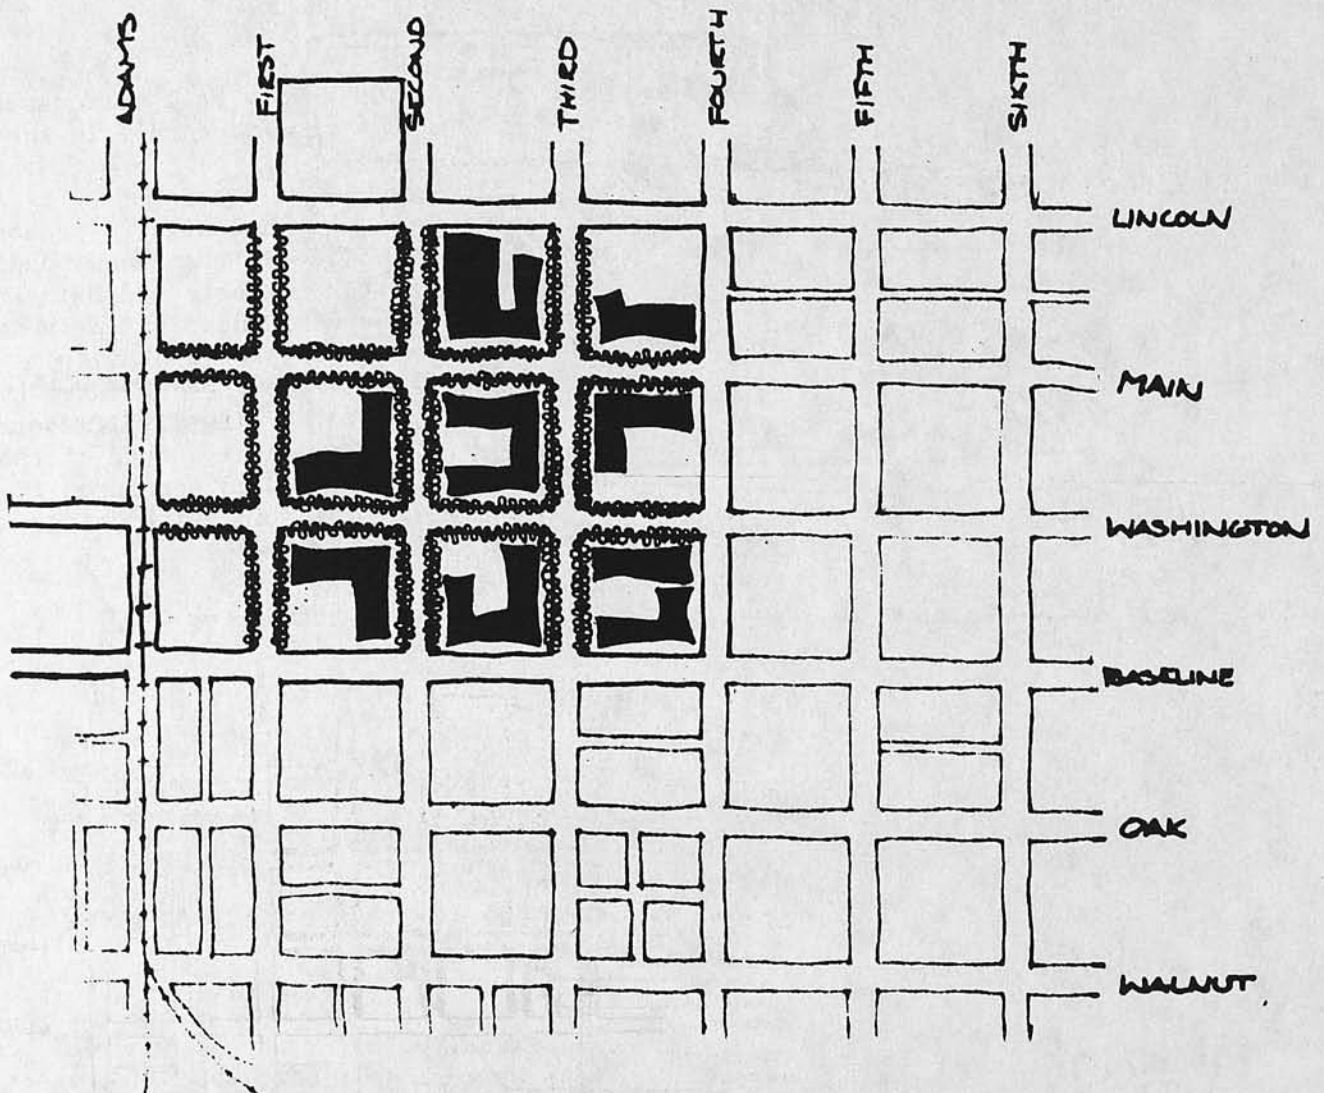 ADAMS
FIRST
SECOND
THIRD
FOURTH
FIFTH
SIXTH
LINCOLN
MAIN
WASHINGTON
BASELINE
OAK
WALNUT